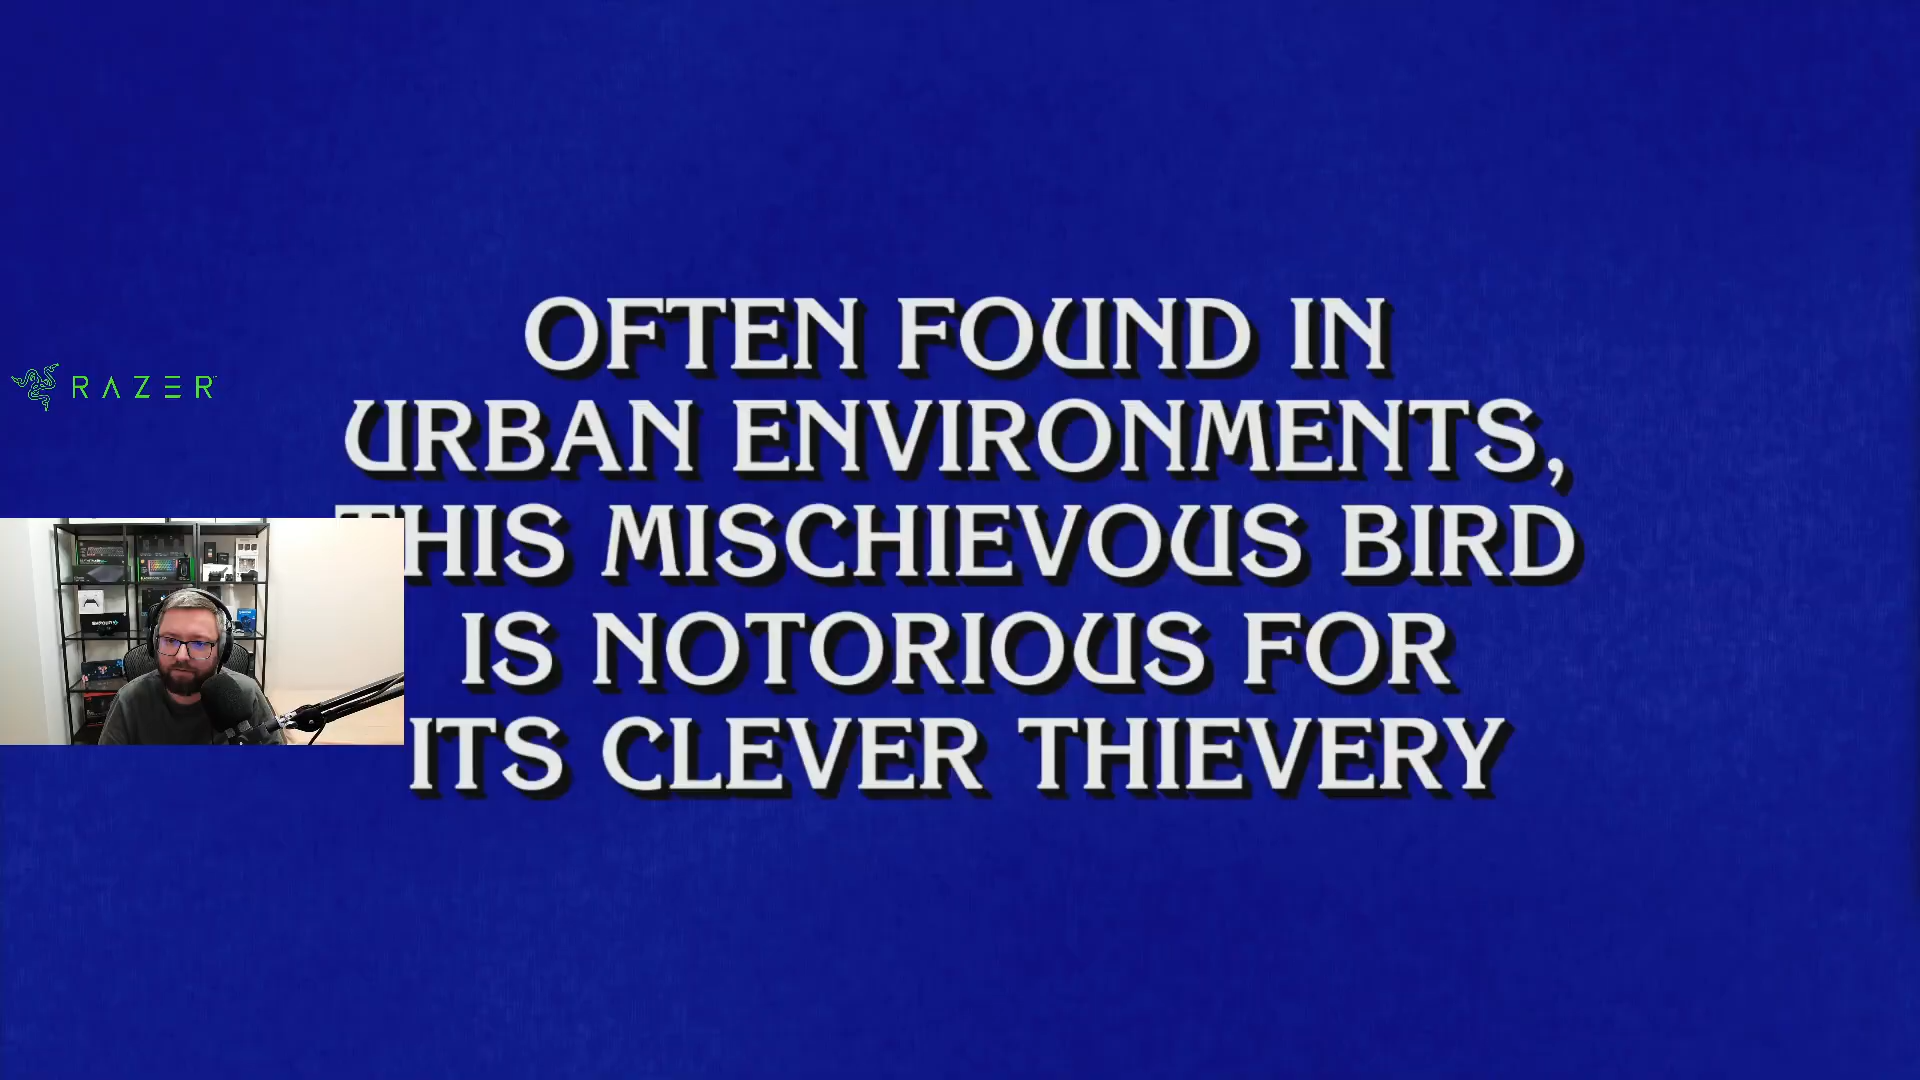 OFTEN FOUND IN
URBAN ENVIRONMENTS,
THIS MISCHIEVOUS BIRD
IS NOTORIOUS FOR
ITS CLEVER THIEVERY
RAZER